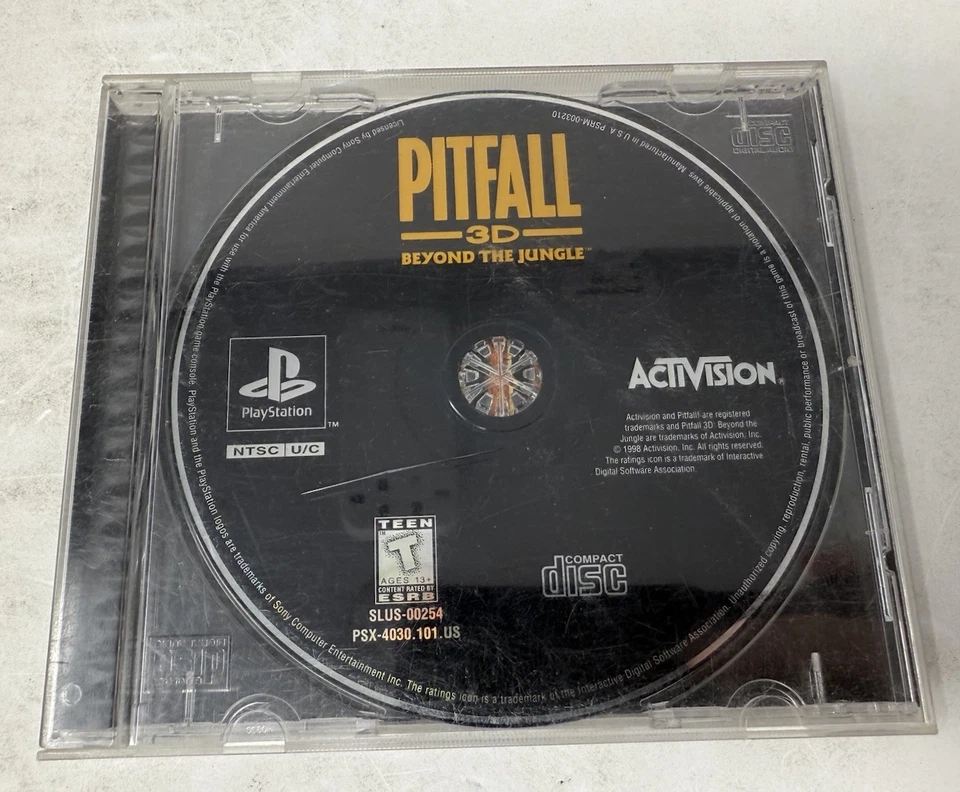 PITFALL
3D
BEYOND THE JUNGLE™
COMPACT
disc
DIGITAL AUDIO
PlayStation
™
NTSC U/C
ACTIVISION®
Activision and Pitfall! are registered
trademarks and Pitfall 3D: Beyond the
Jungle are trademarks of Activision, Inc.
© 1998 Activision, Inc. All rights reserved.
The ratings icon is a trademark of Interactive
Digital Software Association.
TEEN
T
™
AGES 13+
CONTENT RATED BY
ESRB
SLUS-00254
PSX-4030.101.US
COMPACT
disc
Licensed by Sony Computer Entertainment America for use with the PlayStation game console. PlayStation and the PlayStation logos are trademarks of Sony Computer Entertainment Inc. The ratings icon is a trademark of the Interactive Digital Software Association. Unauthorized copying, reproduction, rental, public performance or broadcast of this game is a violation of applicable laws. Manufactured in U.S.A. PSRM-003210